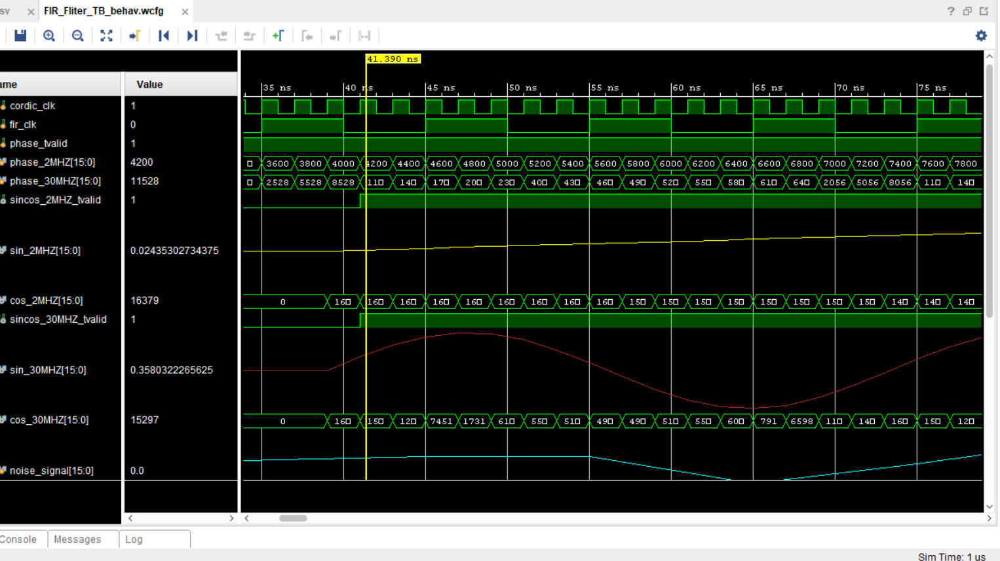 sv FIR_Fliter_TB_behav.wcfg
41.390 ns
ame Value
35 ns 40 ns 45 ns 50 ns 55 ns 60 ns 65 ns 70 ns 75 ns
cordic_clk 1
fir_clk 0
phase_tvalid 1
phase_2MHZ[15:0] 4200 3600 3800 4000 4200 4400 4600 4800 5000 5200 5400 5600 5800 6000 6200 6400 6600 6800 7000 7200 7400 7600 7800
phase_30MHZ[15:0] 11528 2528 5528 8528 110 140 170 200 230 400 430 460 490 520 550 580 610 640 2056 5056 8056 110 140
sincos_2MHZ_tvalid 1
sin_2MHZ[15:0] 0.02435302734375
cos_2MHZ[15:0] 16379 0 160 160 160 160 160 160 160 160 160 150 150 150 150 150 150 150 150 140 140 140
sincos_30MHZ_tvalid 1
sin_30MHZ[15:0] 0.3580322265625
cos_30MHZ[15:0] 15297 0 160 150 120 7451 1731 610 550 510 490 490 510 550 600 791 6598 110 140 160 150 120
noise_signal[15:0] 0.0
Console Messages Log
Sim Time: 1 us